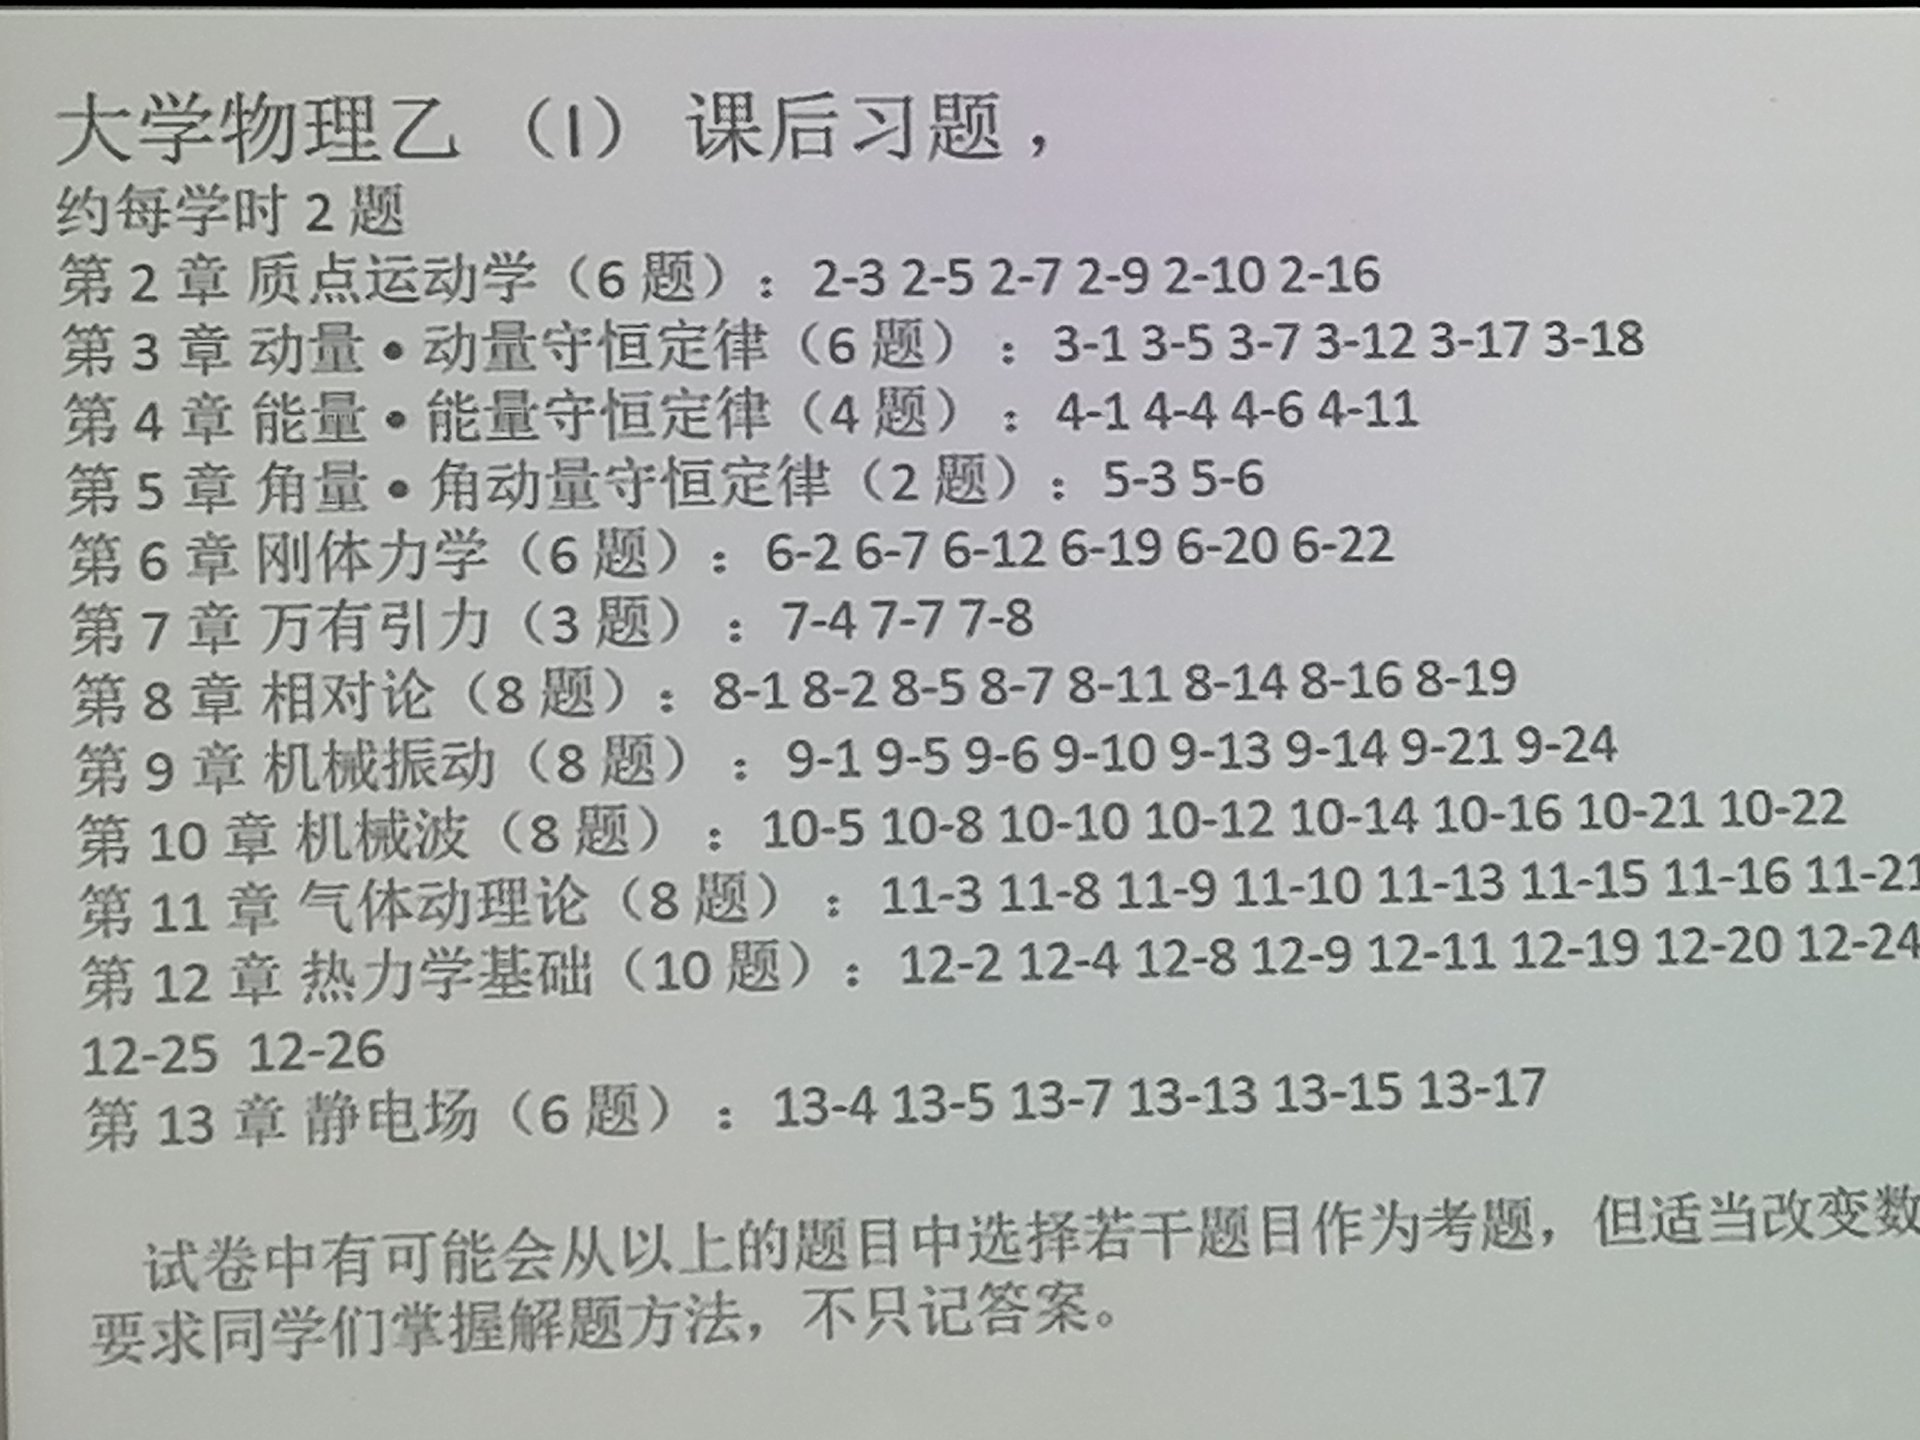 大学物理乙（I） 课后习题，
约每学时 2 题
第 2 章 质点运动学（6 题）：2-3 2-5 2-7 2-9 2-10 2-16
第 3 章 动量•动量守恒定律（6 题）：3-1 3-5 3-7 3-12 3-17 3-18
第 4 章 能量•能量守恒定律（4 题）：4-1 4-4 4-6 4-11
第 5 章 角量•角动量守恒定律（2 题）：5-3 5-6
第 6 章 刚体力学（6 题）：6-2 6-7 6-12 6-19 6-20 6-22
第 7 章 万有引力（3 题）：7-4 7-7 7-8
第 8 章 相对论（8 题）：8-1 8-2 8-5 8-7 8-11 8-14 8-16 8-19
第 9 章 机械振动（8 题）：9-1 9-5 9-6 9-10 9-13 9-14 9-21 9-24
第 10 章 机械波（8 题）：10-5 10-8 10-10 10-12 10-14 10-16 10-21 10-22
第 11 章 气体动理论（8 题）：11-3 11-8 11-9 11-10 11-13 11-15 11-16 11-21
第 12 章 热力学基础（10 题）：12-2 12-4 12-8 12-9 12-11 12-19 12-20 12-24
12-25 12-26
第 13 章 静电场（6 题）：13-4 13-5 13-7 13-13 13-15 13-17
试卷中有可能会从以上的题目中选择若干题目作为考题，但适当改变数
要求同学们掌握解题方法，不只记答案。